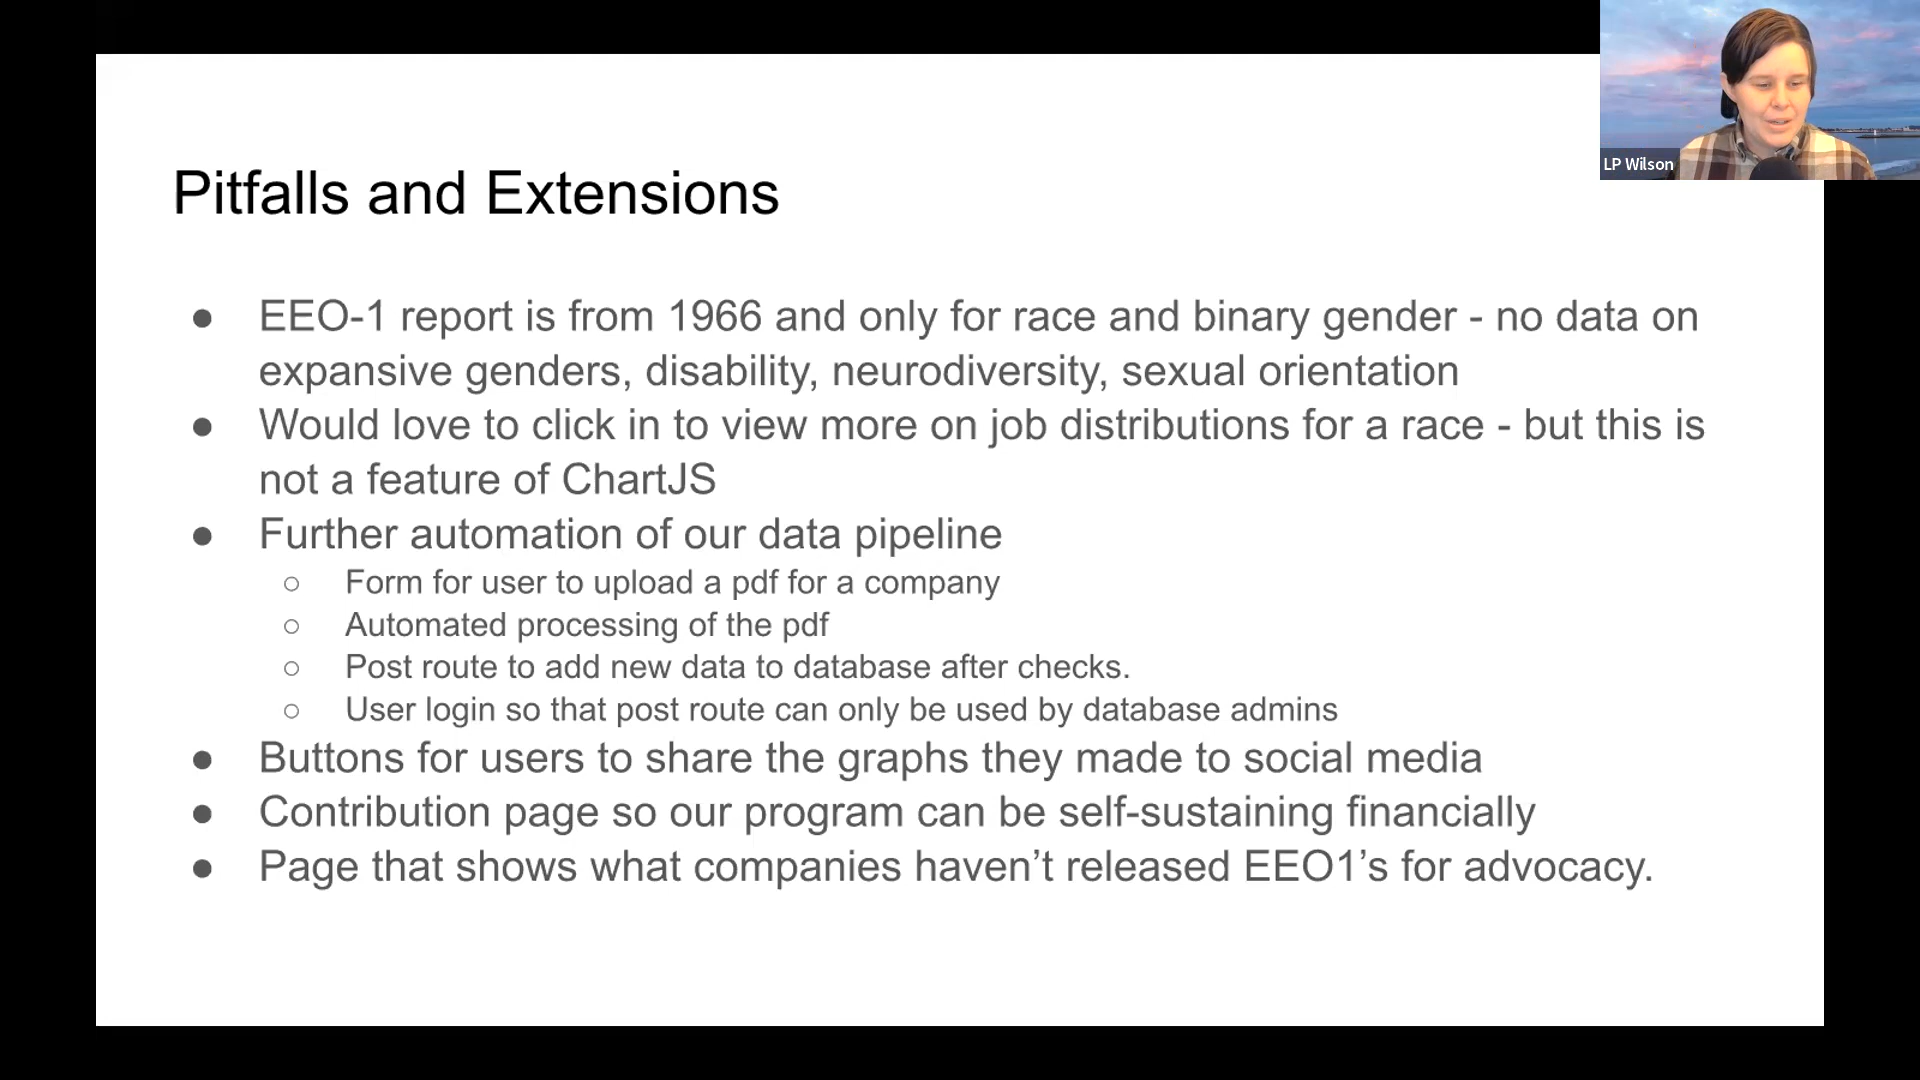 LP Wilson
Pitfalls and Extensions
● EEO-1 report is from 1966 and only for race and binary gender - no data on
expansive genders, disability, neurodiversity, sexual orientation
● Would love to click in to view more on job distributions for a race - but this is
not a feature of ChartJS
● Further automation of our data pipeline
○ Form for user to upload a pdf for a company
○ Automated processing of the pdf
○ Post route to add new data to database after checks.
○ User login so that post route can only be used by database admins
● Buttons for users to share the graphs they made to social media
● Contribution page so our program can be self-sustaining financially
● Page that shows what companies haven’t released EEO1’s for advocacy.